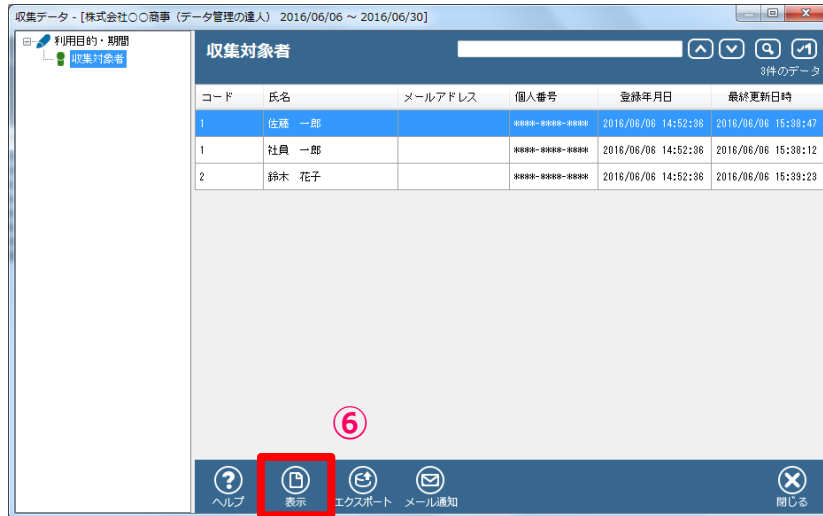 収集データ - [株式会社○○商事（データ管理の達人） 2016/06/06 ～ 2016/06/30]
利用目的・期間
収集対象者
収集対象者
3件のデータ
コード 氏名 メールアドレス 個人番号 登録年月日 最終更新日時
1 佐藤 一郎 ****-****-**** 2016/06/06 14:52:36 2016/06/06 15:38:47
1 社員 一郎 ****-****-**** 2016/06/06 14:52:36 2016/06/06 15:38:12
2 鈴木 花子 ****-****-**** 2016/06/06 14:52:36 2016/06/06 15:39:23
⑥
ヘルプ 表示 エクスポート メール通知 閉じる